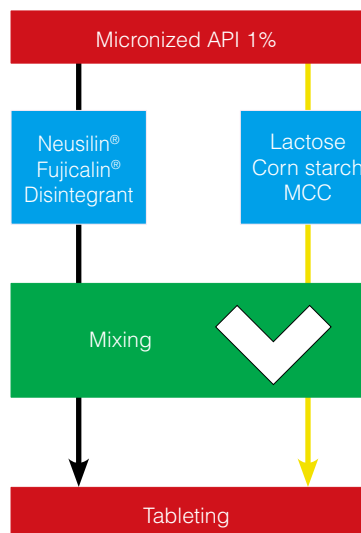 Micronized API 1%
Neusilin®
Fujicalin®
Disintegrant
Lactose
Corn starch
MCC
Mixing
Tableting